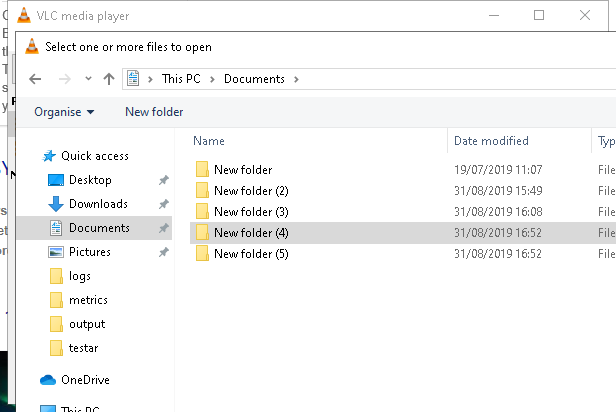 VLC media player
Select one or more files to open
This PC > Documents >
Organise New folder
Name Date modified Typ
Quick access
Desktop
Downloads
Documents
Pictures
logs
metrics
output
testar
OneDrive
This PC
New folder 19/07/2019 11:07 File
New folder (2) 31/08/2019 15:49 File
New folder (3) 31/08/2019 16:08 File
New folder (4) 31/08/2019 16:52 File
New folder (5) 31/08/2019 16:52 File